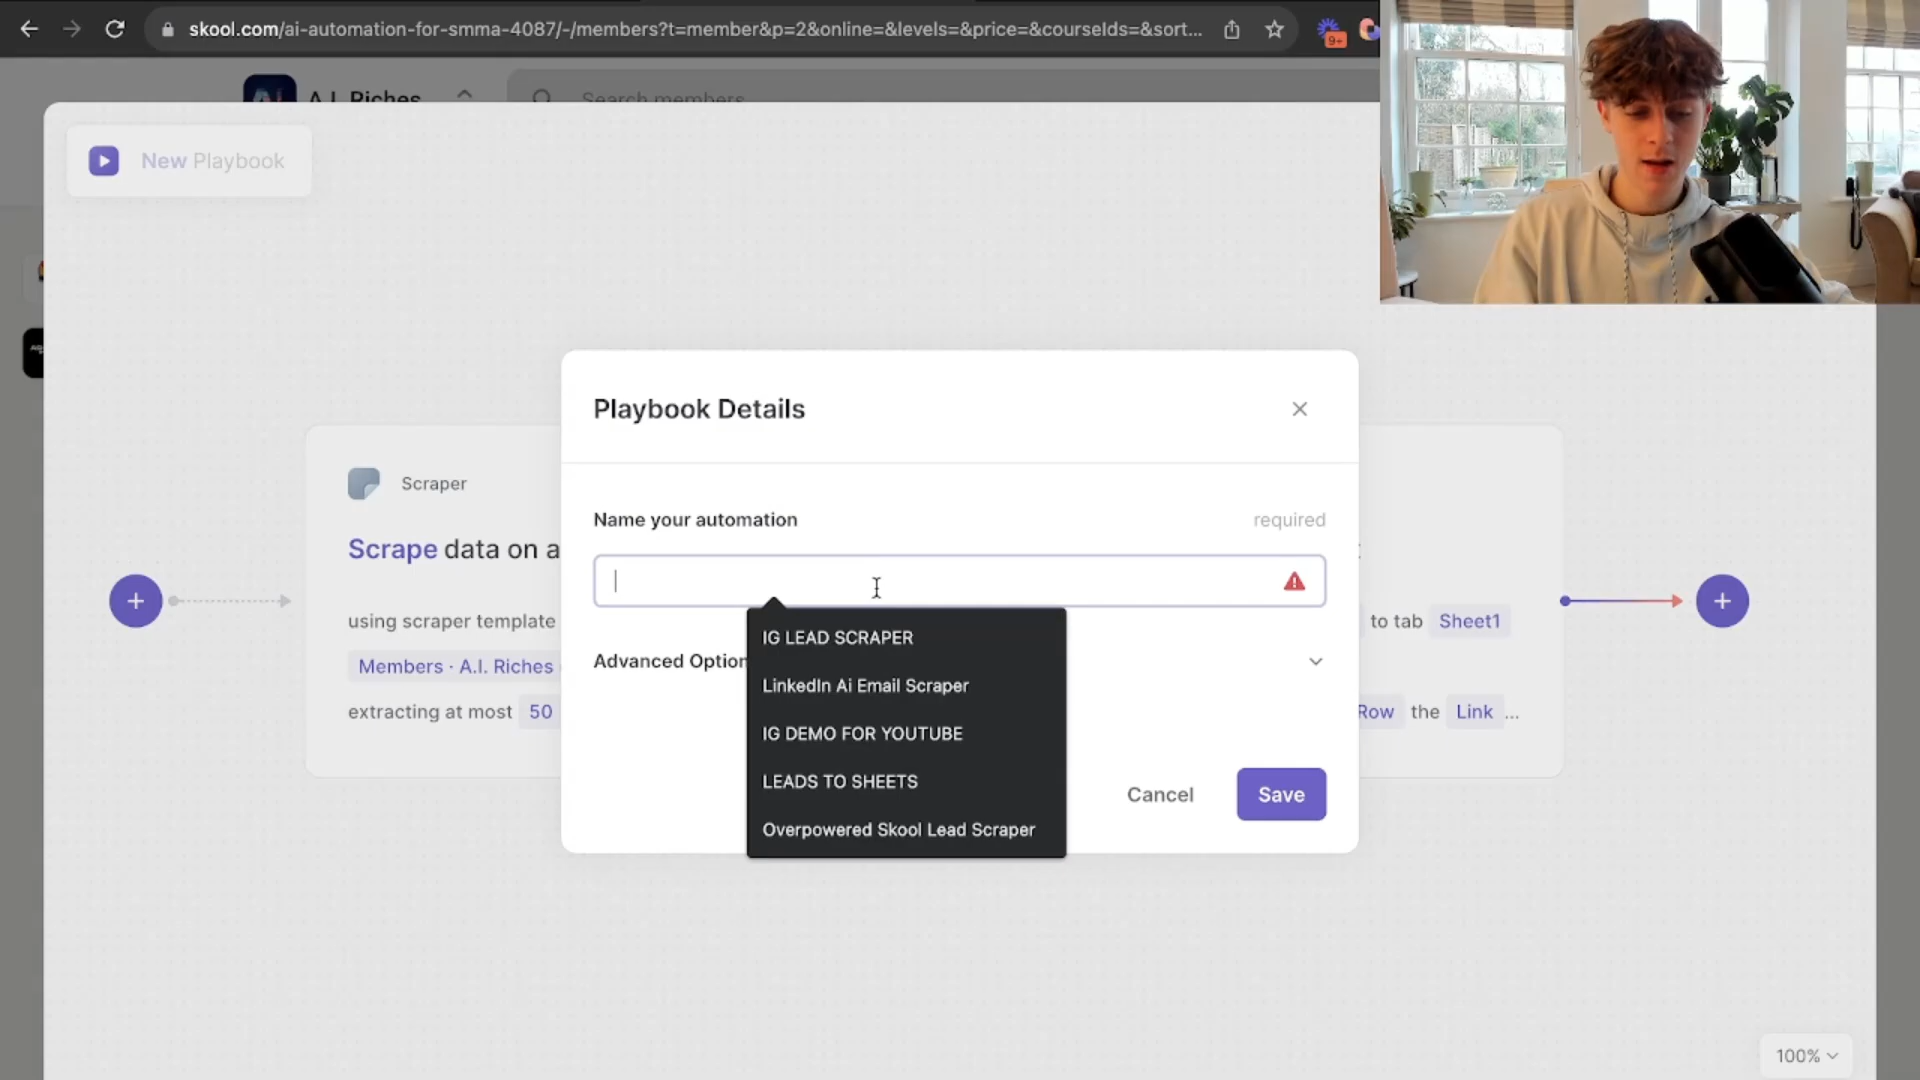 skool.com/ai-automation-for-smma-4087/-/members?t=member&p=2&online=&levels=&price=&courseIds=&sort...
9+
A.I. Riches
Search members
New Playbook
Playbook Details
Scraper
Name your automation
required
Scrape data on a
using scraper template
to tab Sheet1
IG LEAD SCRAPER
Advanced Option
Members · A.I. Riches
LinkedIn Ai Email Scraper
extracting at most 50
Row the Link ...
IG DEMO FOR YOUTUBE
LEADS TO SHEETS
Cancel
Save
Overpowered Skool Lead Scraper
100%